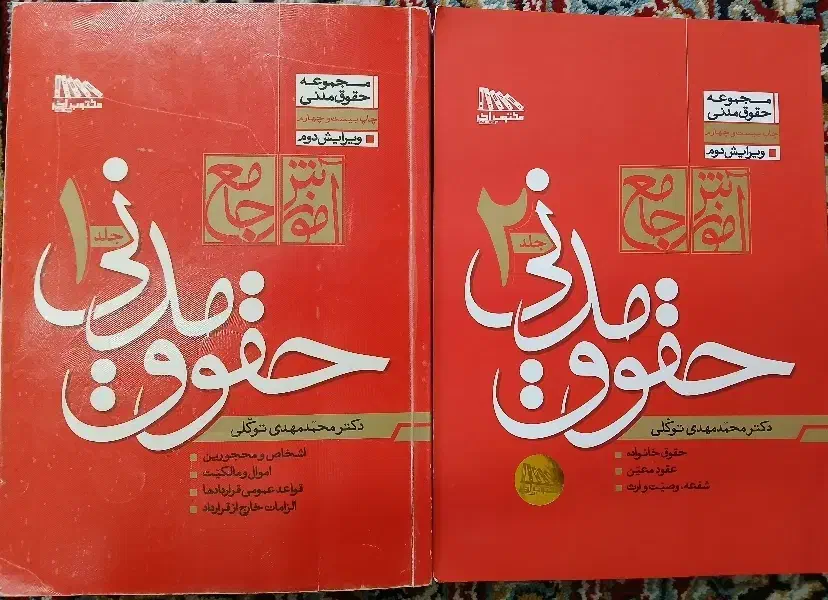 مجموعه
حقوق مدنی
چاپ بیست و چهارم
ویرایش دوم
آموزش جامع
حقوق مدنی
جلد ۱
دکتر محمدمهدی توکلی
اشخاص و محجورین
اموال و مالکیت
قواعد عمومی قراردادها
الزامات خارج از قرارداد
مجموعه
حقوق مدنی
چاپ بیست و چهارم
ویرایش دوم
آموزش جامع
حقوق مدنی
جلد ۲
دکتر محمدمهدی توکلی
حقوق خانواده
عقود معین
شفعه، وصیت و ارث